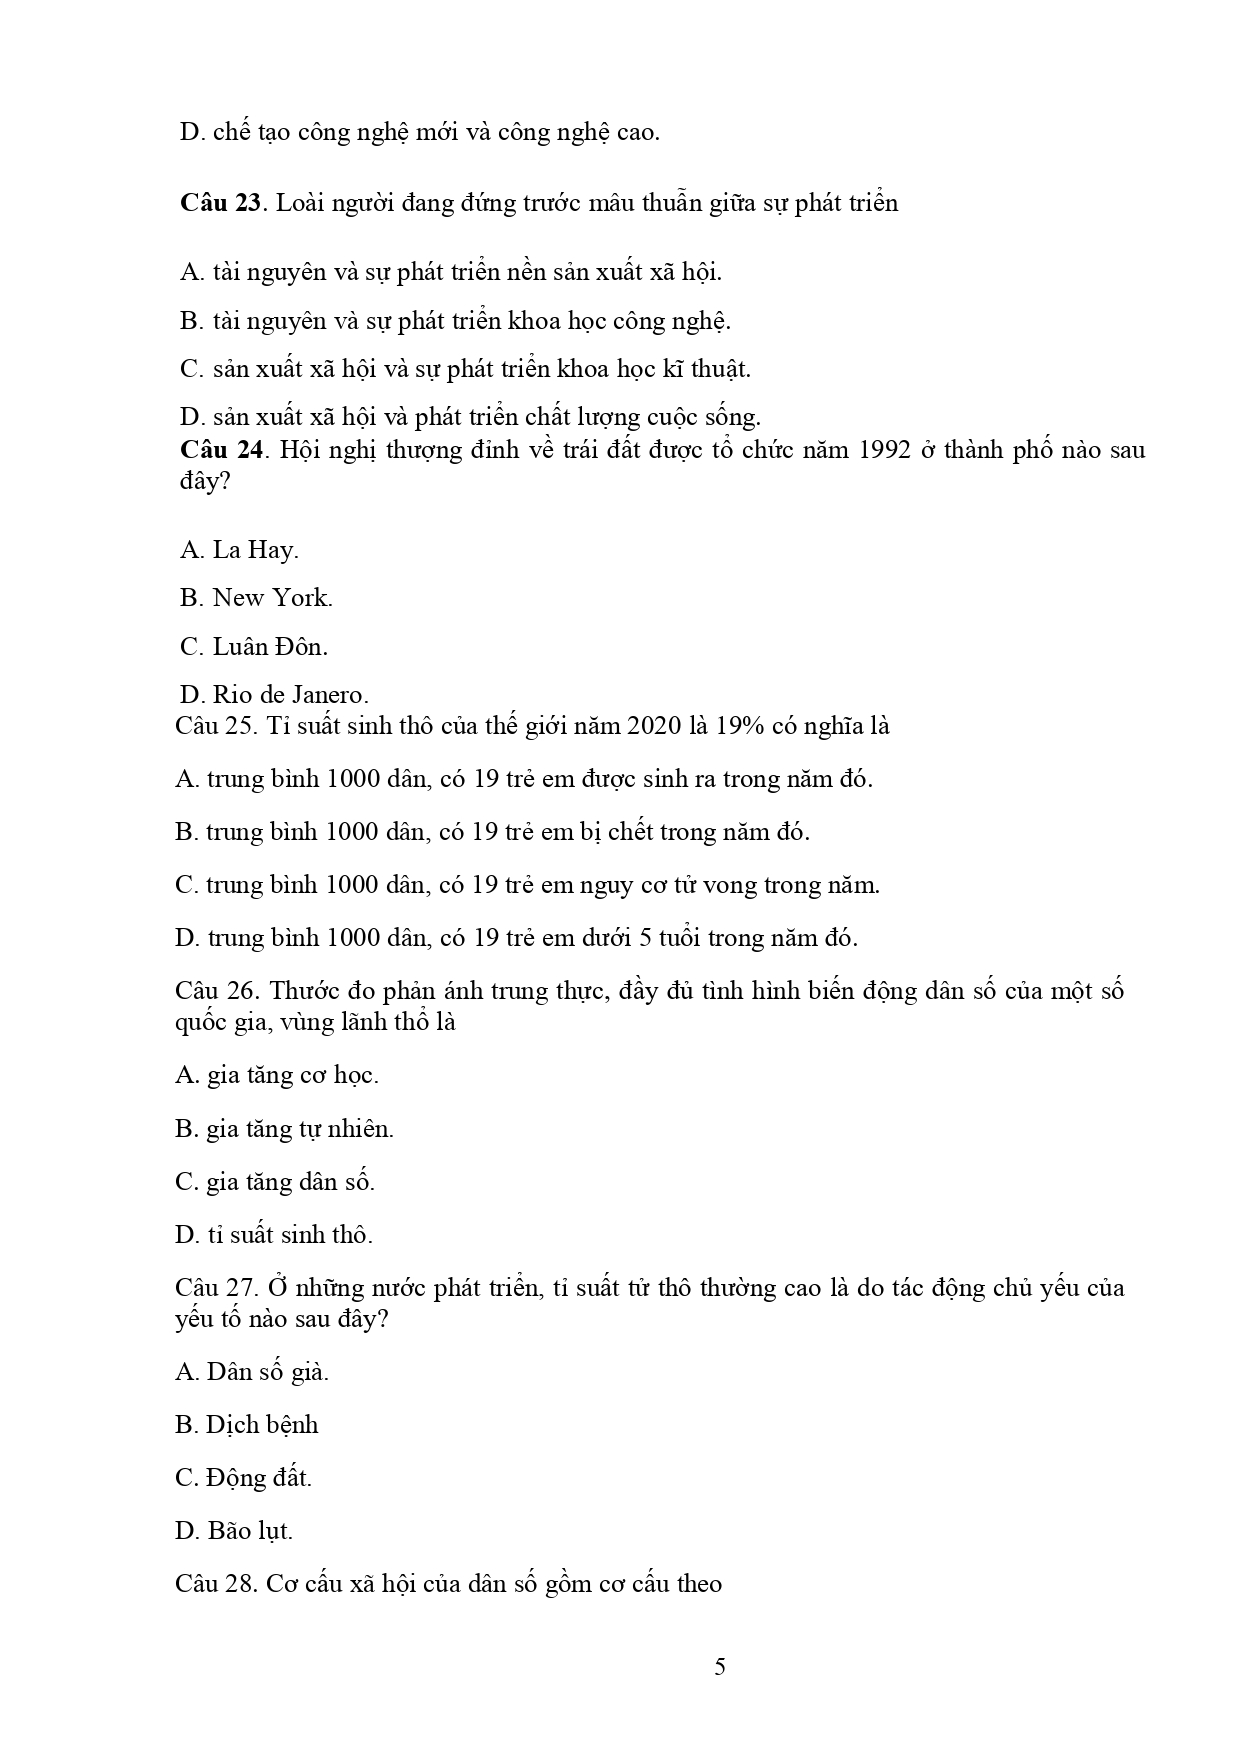 D. chế tạo công nghệ mới và công nghệ cao.
Câu 23. Loài người đang đứng trước mâu thuẫn giữa sự phát triển
A. tài nguyên và sự phát triển nền sản xuất xã hội.
B. tài nguyên và sự phát triển khoa học công nghệ.
C. sản xuất xã hội và sự phát triển khoa học kĩ thuật.
D. sản xuất xã hội và phát triển chất lượng cuộc sống.
Câu 24. Hội nghị thượng đỉnh về trái đất được tổ chức năm 1992 ở thành phố nào sau
đây?
A. La Hay.
B. New York.
C. Luân Đôn.
D. Rio de Janero.
Câu 25. Tỉ suất sinh thô của thế giới năm 2020 là 19% có nghĩa là
A. trung bình 1000 dân, có 19 trẻ em được sinh ra trong năm đó.
B. trung bình 1000 dân, có 19 trẻ em bị chết trong năm đó.
C. trung bình 1000 dân, có 19 trẻ em nguy cơ tử vong trong năm.
D. trung bình 1000 dân, có 19 trẻ em dưới 5 tuổi trong năm đó.
Câu 26. Thước đo phản ánh trung thực, đầy đủ tình hình biến động dân số của một số
quốc gia, vùng lãnh thổ là
A. gia tăng cơ học.
B. gia tăng tự nhiên.
C. gia tăng dân số.
D. tỉ suất sinh thô.
Câu 27. Ở những nước phát triển, tỉ suất tử thô thường cao là do tác động chủ yếu của
yếu tố nào sau đây?
A. Dân số già.
B. Dịch bệnh
C. Động đất.
D. Bão lụt.
Câu 28. Cơ cấu xã hội của dân số gồm cơ cấu theo
5